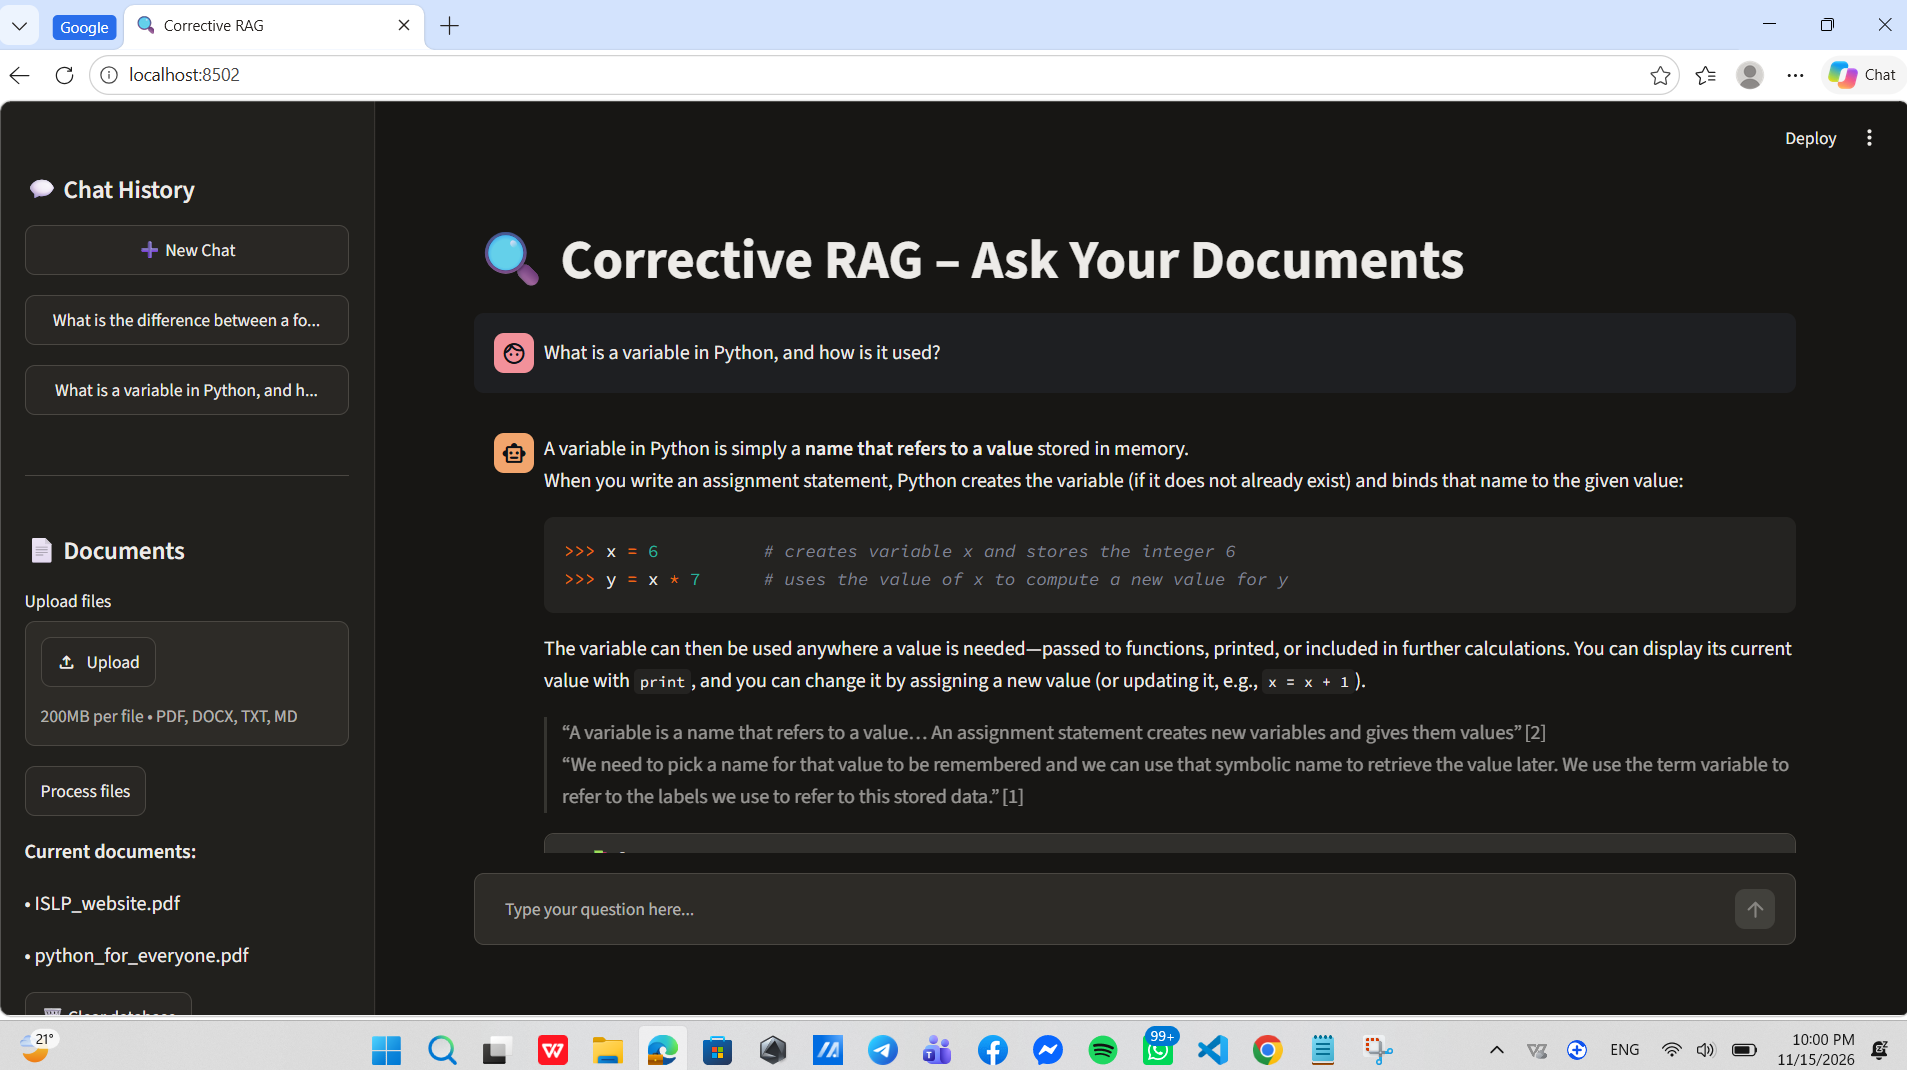 Google
Corrective RAG
localhost:8502
Chat
Deploy
Chat History
New Chat
What is the difference between a fo...
What is a variable in Python, and h...
Documents
Upload files
Upload
200MB per file • PDF, DOCX, TXT, MD
Process files
Current documents:
• ISLP_website.pdf
• python_for_everyone.pdf
Clear database
Corrective RAG – Ask Your Documents
What is a variable in Python, and how is it used?
A variable in Python is simply a name that refers to a value stored in memory.
When you write an assignment statement, Python creates the variable (if it does not already exist) and binds that name to the given value:
>>> x = 6 # creates variable x and stores the integer 6
>>> y = x * 7 # uses the value of x to compute a new value for y
The variable can then be used anywhere a value is needed—passed to functions, printed, or included in further calculations. You can display its current
value with print, and you can change it by assigning a new value (or updating it, e.g., x = x + 1).
“A variable is a name that refers to a value… An assignment statement creates new variables and gives them values” [2]
“We need to pick a name for that value to be remembered and we can use that symbolic name to retrieve the value later. We use the term variable to
refer to the labels we use to refer to this stored data.” [1]
Type your question here...
21°
99+
ENG
10:00 PM
11/15/2026